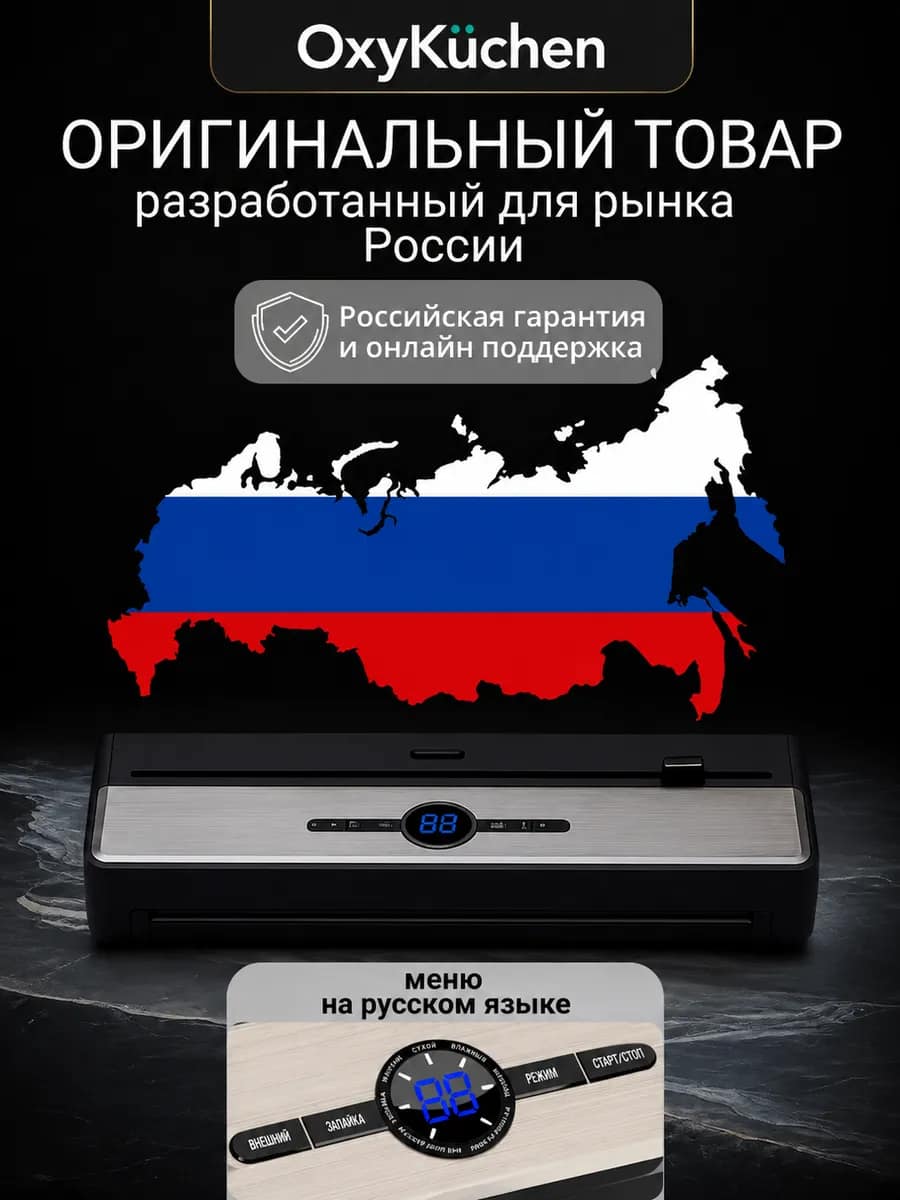 OxyKüchen
ОРИГИНАЛЬНЫЙ ТОВАР
разработанный для рынка
России
Российская гарантия
и онлайн поддержка
88
меню
на русском языке
СУХОЙ
ВЛАЖНЫЙ
88
РЕЖИМ
СТАРТ/СТОП
ВНЕШНИЙ
ЗАПАЙКА